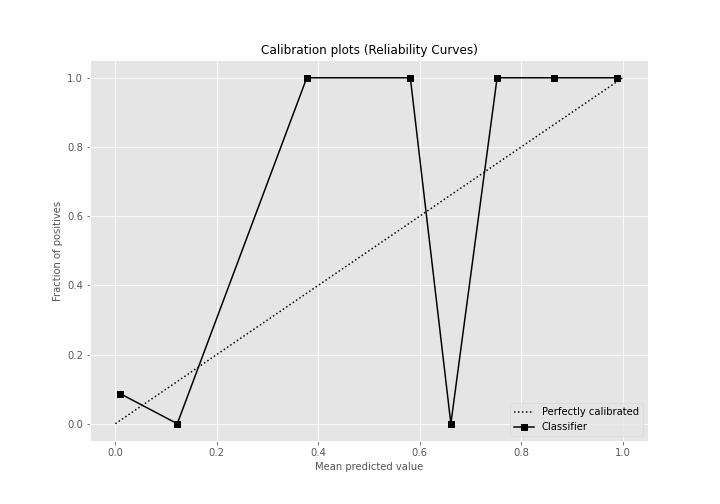 Calibration plots (Reliability Curves)
1.0
0.8
0.6
0.4
0.2
0.0
Fraction of positives
0.0 0.2 0.4 0.6 0.8 1.0
Mean predicted value
Perfectly calibrated
Classifier